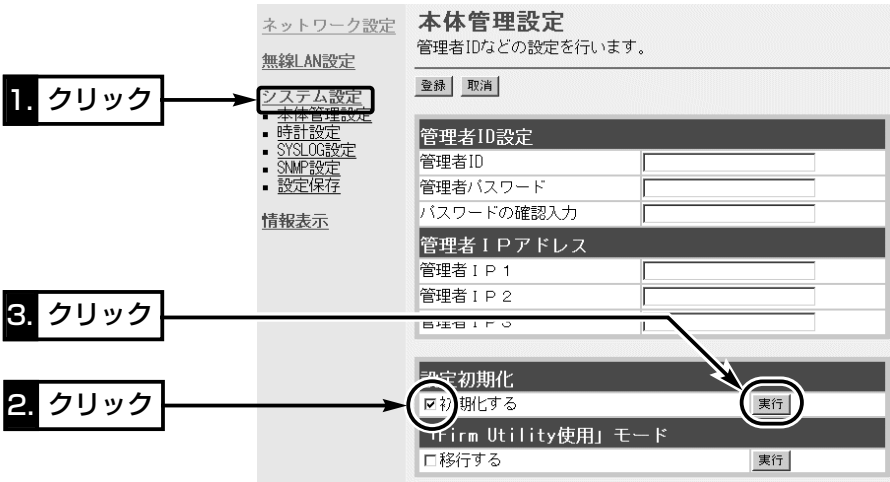 ネットワーク設定
無線LAN設定
1. クリック
システム設定
本体管理設定
時計設定
SYSLOG設定
SNMP設定
設定保存
情報表示
本体管理設定
管理者IDなどの設定を行います。
登録 取消
管理者ID設定
管理者ID
管理者パスワード
パスワードの確認入力
管理者ＩＰアドレス
管理者ＩＰ１
管理者ＩＰ２
管理者ＩＰ３
3. クリック
設定初期化
2. クリック
初期化する 実行
「Firm Utility使用」モード
移行する 実行